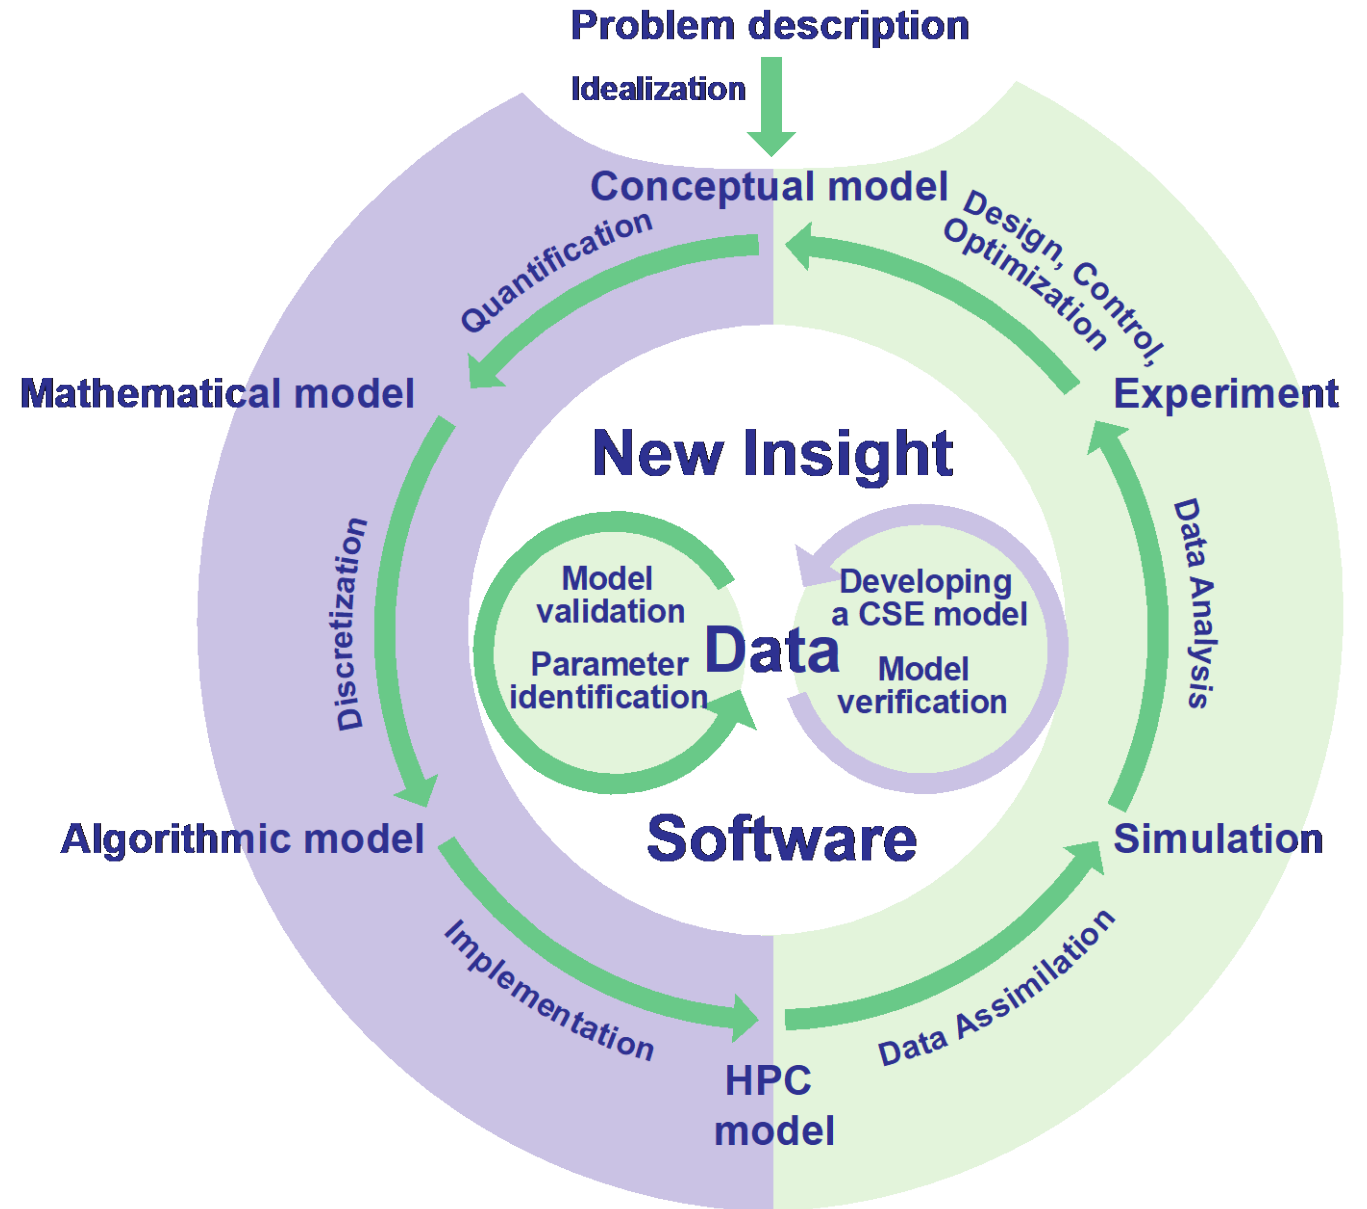 Problem description
Idealization
Conceptual model
Quantification
Design, Control,
Optimization
Mathematical model
Experiment
New Insight
Discretization
Data Analysis
Model
validation
Parameter
identification
Data
Developing
a CSE model
Model
verification
Software
Algorithmic model
Simulation
Implementation
Data Assimilation
HPC
model